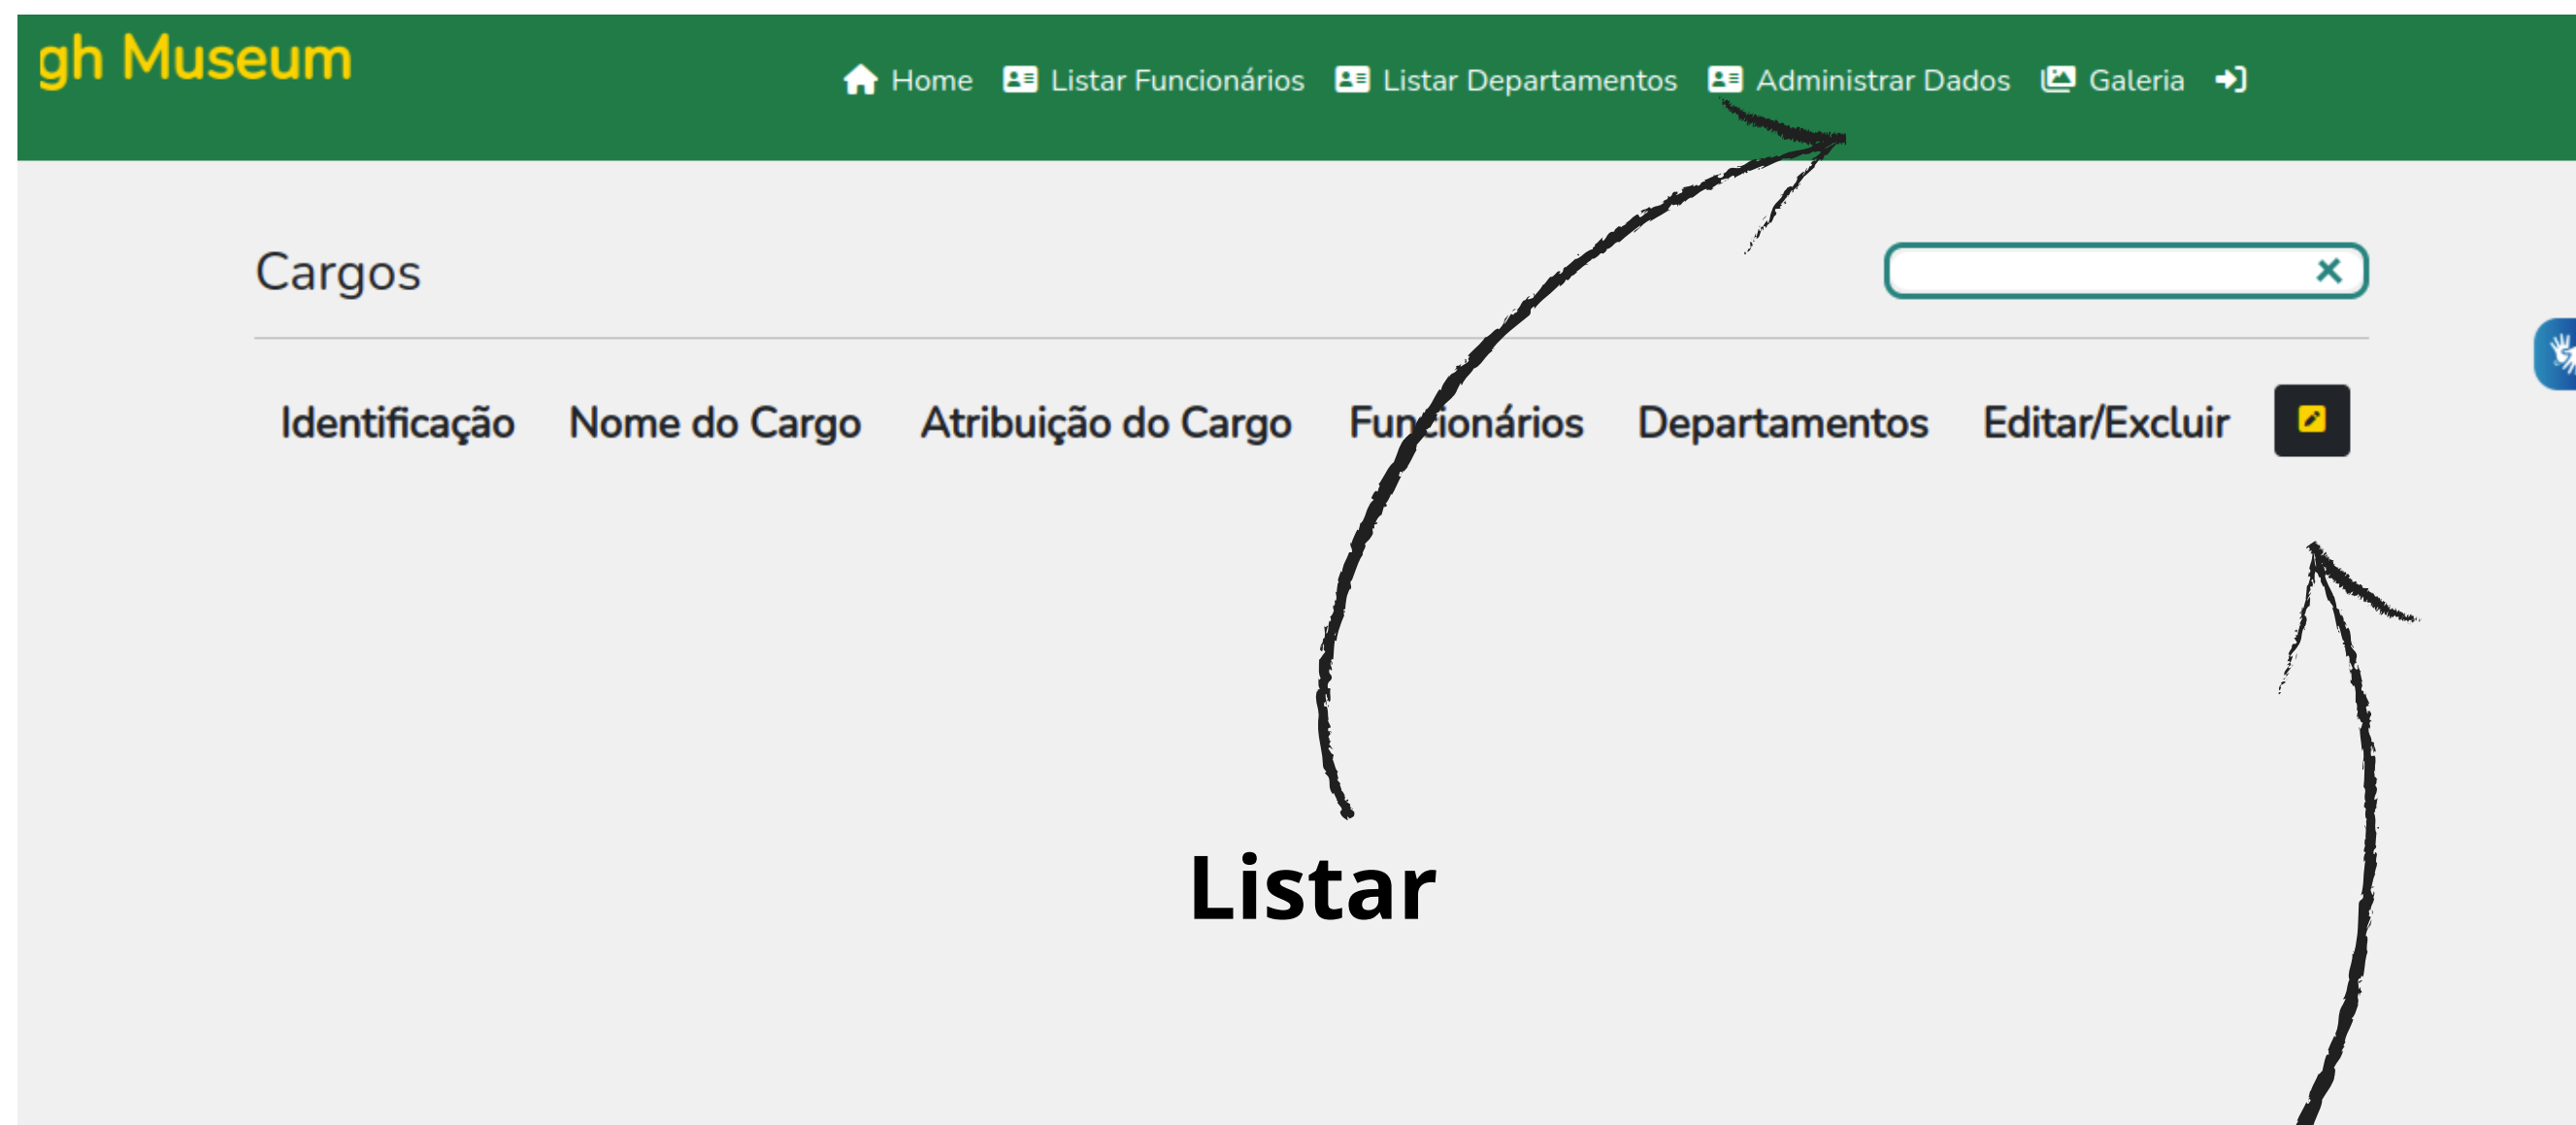 gh Museum
Home Listar Funcionários Listar Departamentos Administrar Dados Galeria
Cargos
Identificação Nome do Cargo Atribuição do Cargo Funcionários Departamentos Editar/Excluir
Listar